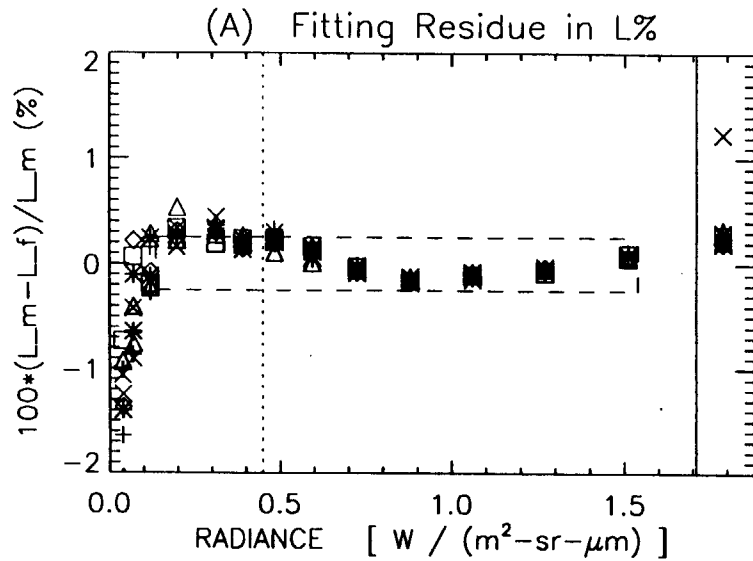 (A) Fitting Residue in L%
100*(L_m-L_f)/L_m (%)
2
1
0
-1
-2
0.0 0.5 1.0 1.5
RADIANCE [ W / (m²-sr-μm) ]